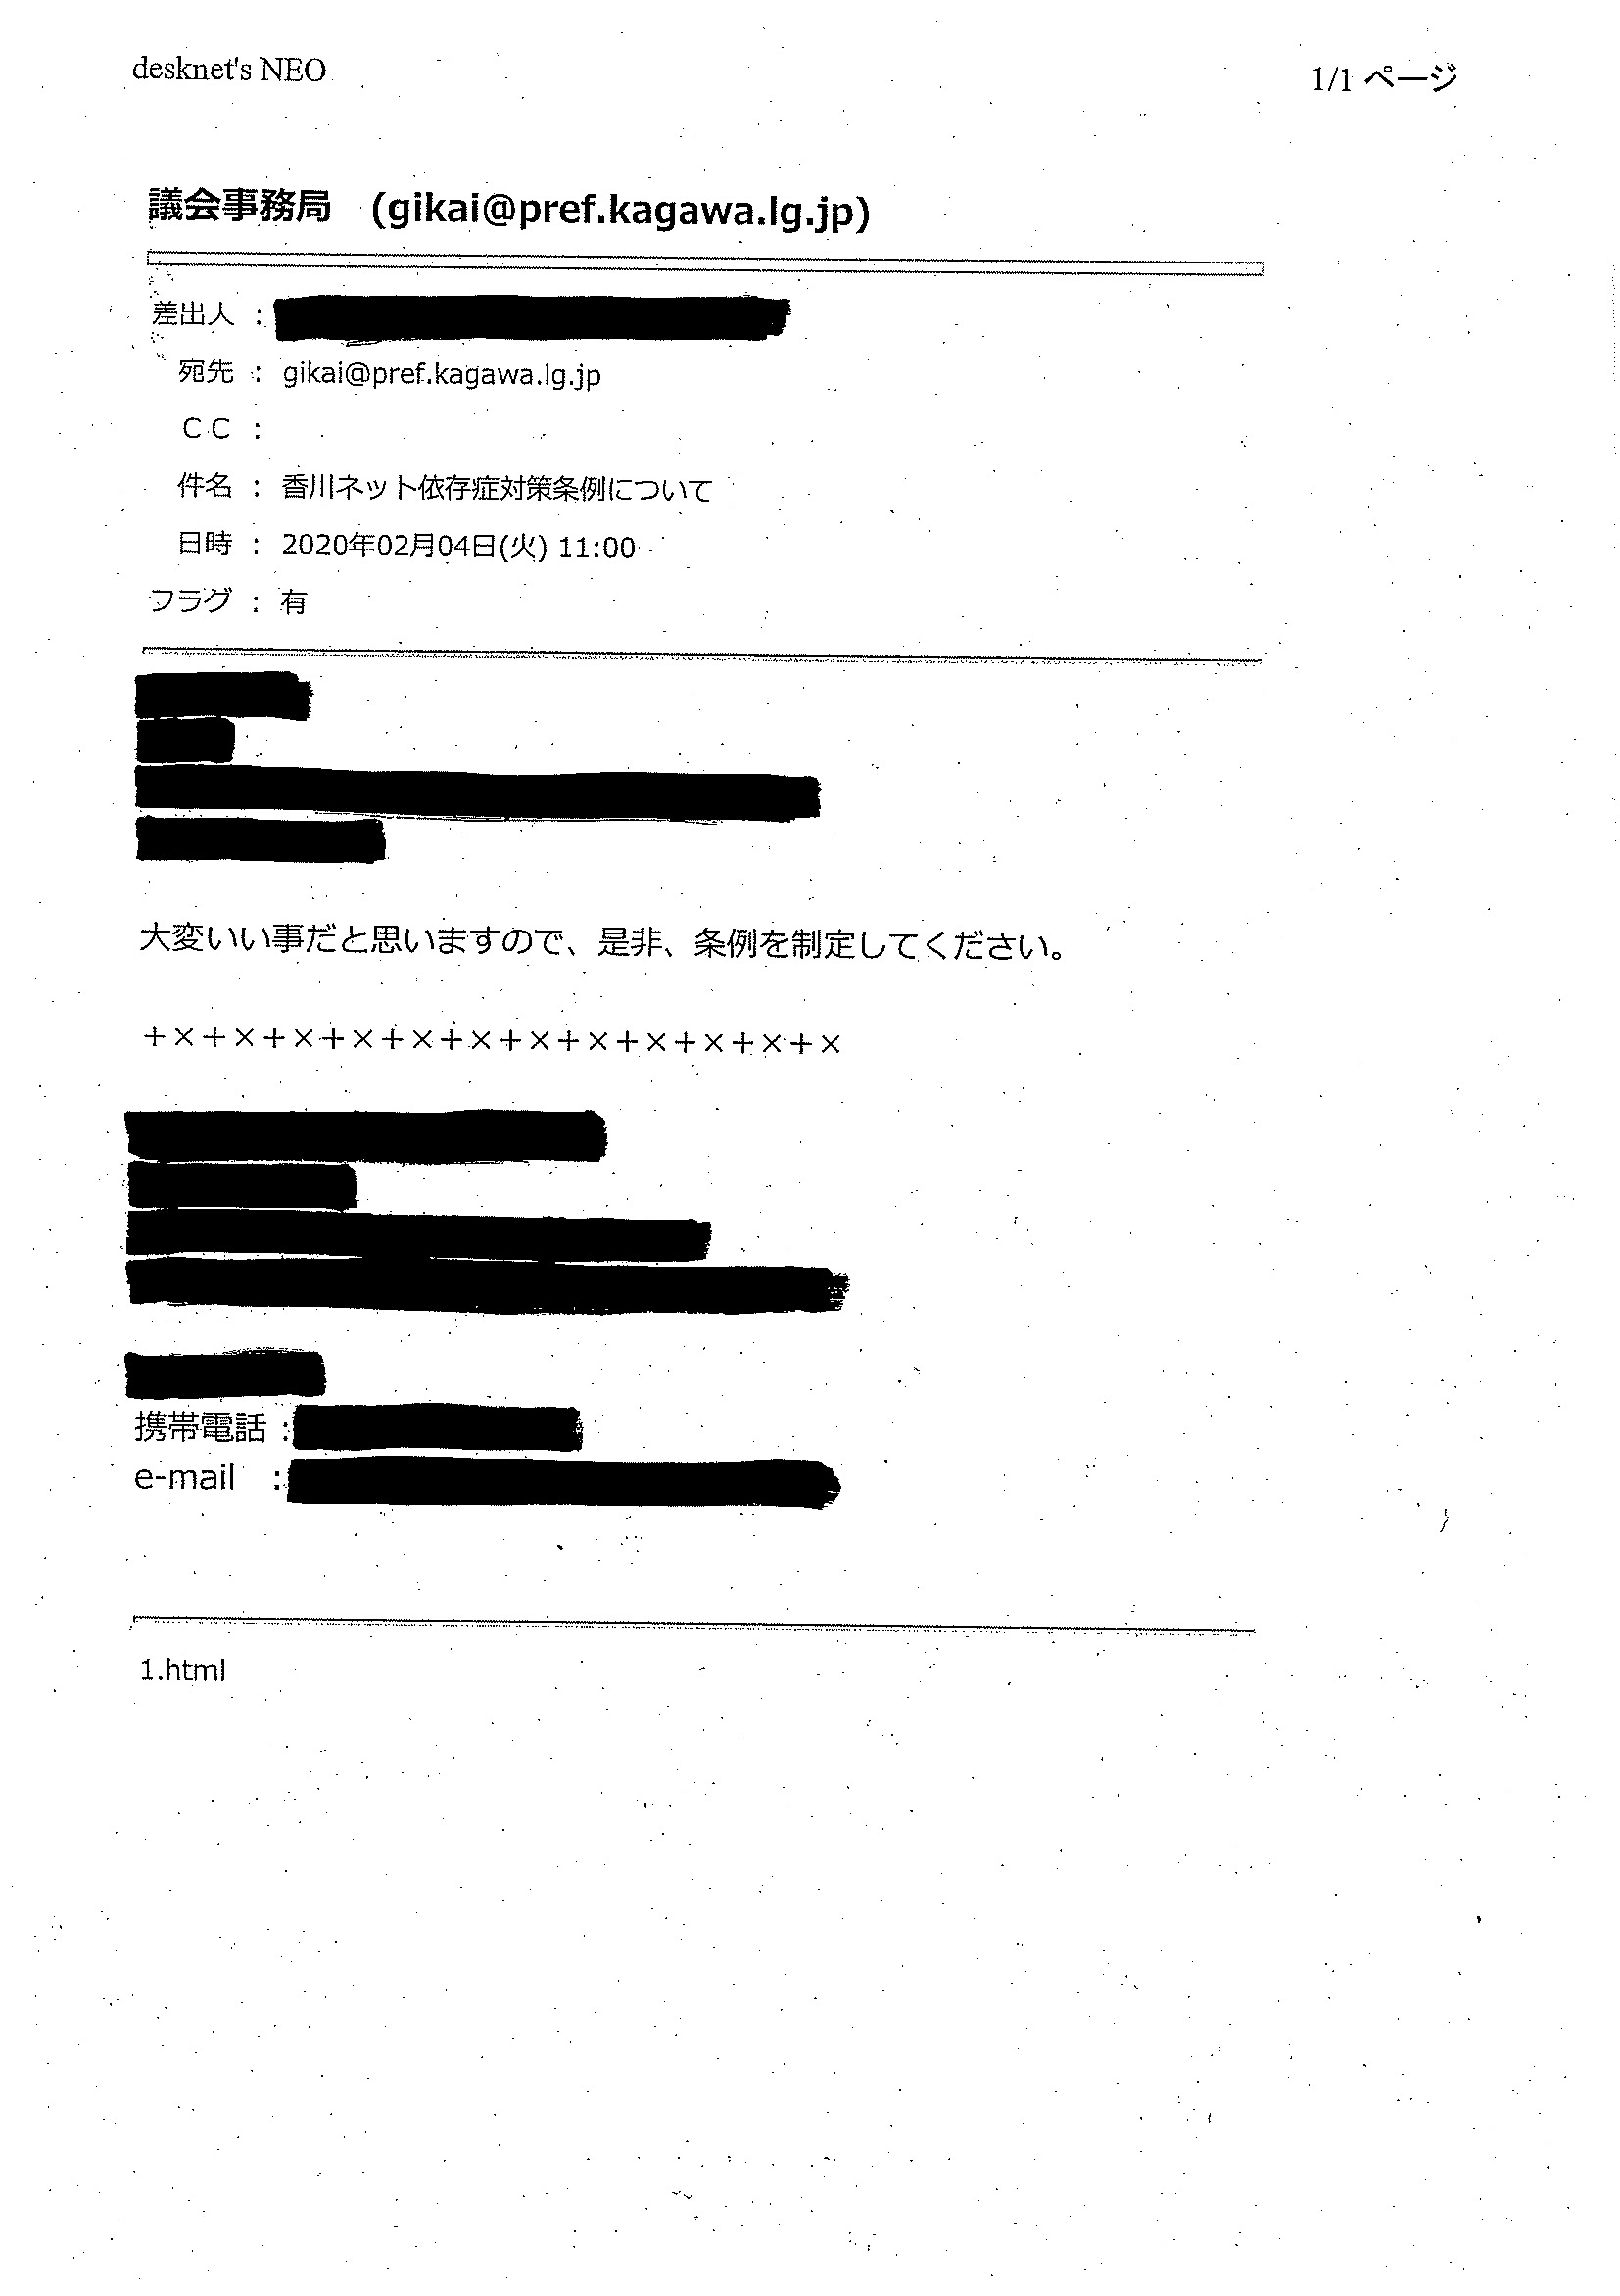 desknet's NEO
1/1 ページ
議会事務局 (gikai@pref.kagawa.lg.jp)
差出人 :
宛先 : gikai@pref.kagawa.lg.jp
CC :
件名 : 香川ネット依存症対策条例について
日時 : 2020年02月04日(火) 11:00
フラグ : 有
大変いい事だと思いますので、是非、条例を制定してください。
+×+×+×+×+×+×+×+×+×+×+×+×
携帯電話 :
e-mail :
1.html